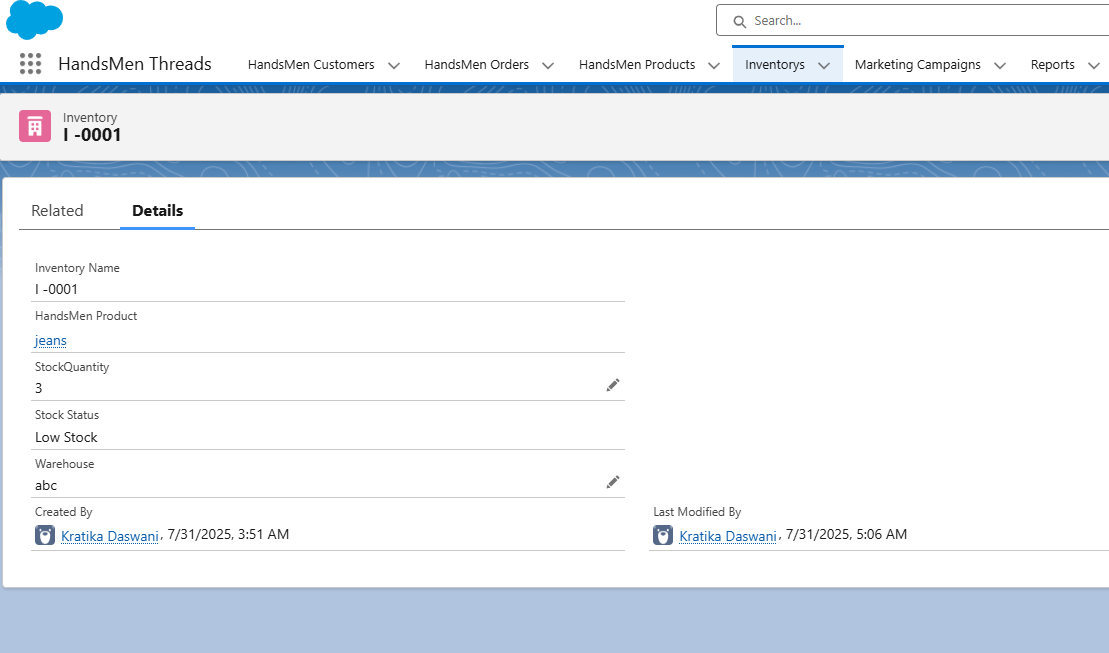 Search...
HandsMen Threads HandsMen Customers HandsMen Orders HandsMen Products Inventorys Marketing Campaigns Reports
Inventory
I -0001
Related Details
Inventory Name
I -0001
HandsMen Product
jeans
StockQuantity
3
Stock Status
Low Stock
Warehouse
abc
Created By Last Modified By
Kratika Daswani, 7/31/2025, 3:51 AM Kratika Daswani, 7/31/2025, 5:06 AM